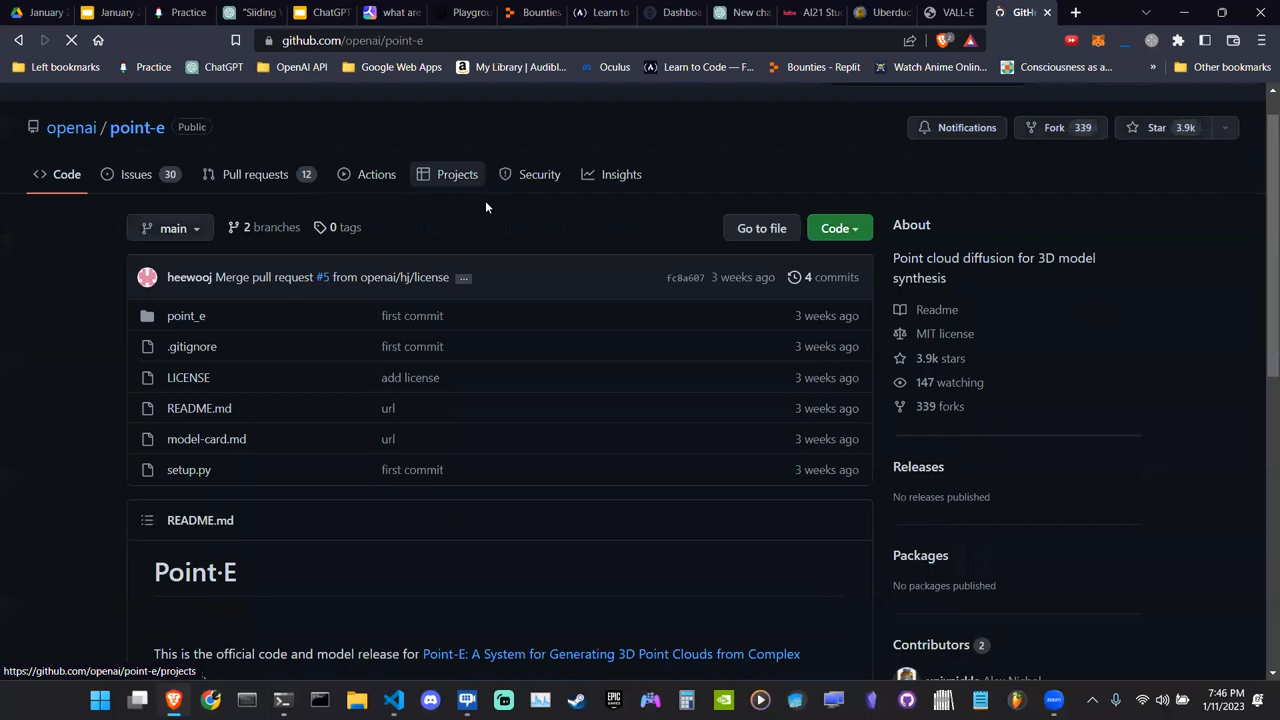 January 2
January 
Practice
"Sliding
ChatGPT
what are
Playgrou
Bounties
Learn to
Dashboa
New cha
AI21 Stu
Uberduc
VALL-E
GitHu
github.com/openai/point-e
Left bookmarks
Practice
ChatGPT
OpenAI API
Google Web Apps
My Library | Audibl...
Oculus
Learn to Code — F...
Bounties - Replit
Watch Anime Online...
Consciousness as a...
»
Other bookmarks
openai / point-e Public
Notifications
Fork 339
Star 3.9k
Code
Issues 30
Pull requests 12
Actions
Projects
Security
Insights
main
2 branches
0 tags
Go to file
Code
heewooj Merge pull request #5 from openai/hj/license ...
fc8a607 3 weeks ago
4 commits
point_e first commit 3 weeks ago
.gitignore first commit 3 weeks ago
LICENSE add license 3 weeks ago
README.md url 3 weeks ago
model-card.md url 3 weeks ago
setup.py first commit 3 weeks ago
README.md
Point·E
This is the official code and model release for Point-E: A System for Generating 3D Point Clouds from Complex
About
Point cloud diffusion for 3D model
synthesis
Readme
MIT license
3.9k stars
147 watching
339 forks
Releases
No releases published
Packages
No packages published
Contributors 2
Alex Nichol
https://github.com/openai/point-e/projects
7:46 PM
1/11/2023